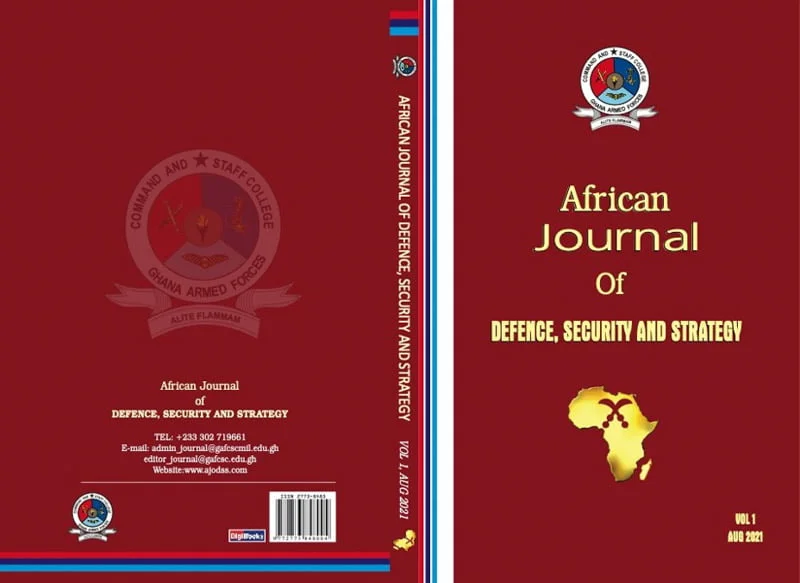 COMMAND AND STAFF COLLEGE
GHANA ARMED FORCES
ALITE FLAMMAM
African Journal
of
DEFENCE, SECURITY AND STRATEGY
TEL: +233 302 719661
E-mail: admin_journal@gafcscmil.edu.gh
editor_journal@gafcsc.edu.gh
Website:www.ajodss.com
DigiBooks
AFRICAN JOURNAL OF DEFENCE, SECURITY AND STRATEGY VOL 1, AUG 2021
COMMAND AND STAFF COLLEGE
GHANA ARMED FORCES
ALITE FLAMMAM
African
Journal
Of
DEFENCE, SECURITY AND STRATEGY
VOL 1
AUG 2021